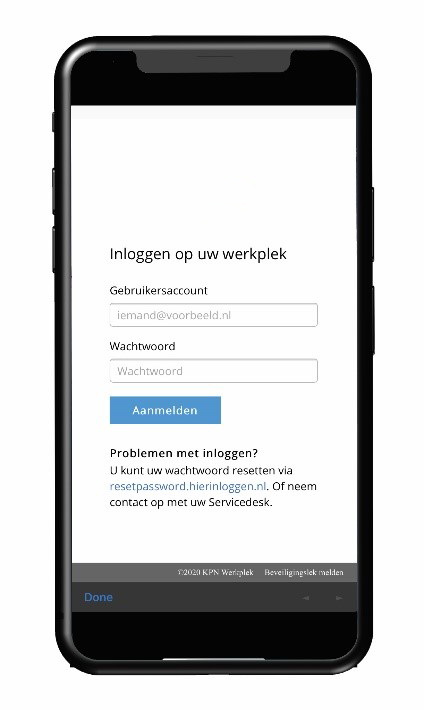 Inloggen op uw werkplek
Gebruikersaccount
iemand@voorbeeld.nl
Wachtwoord
Wachtwoord
Aanmelden
Problemen met inloggen?
U kunt uw wachtwoord resetten via
resetpassword.hierinloggen.nl. Of neem
contact op met uw Servicedesk.
©2020 KPN Werkplek Beveiligingslek melden
Done